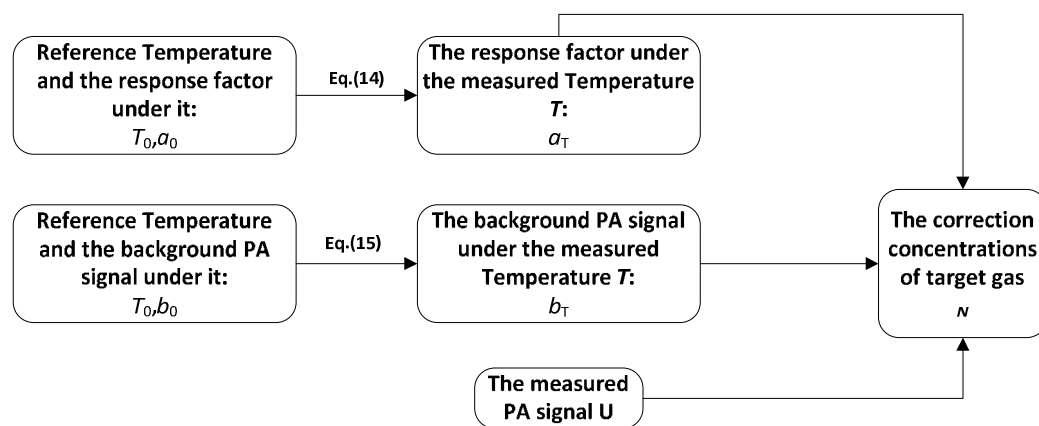 Reference Temperature
and the response factor
under it:
T₀,a₀
Eq.(14)
The response factor under
the measured Temperature
T:
a_T
Reference Temperature
and the background PA
signal under it:
T₀,b₀
Eq.(15)
The background PA signal
under the measured
Temperature T:
b_T
The correction
concentrations
of target gas
N
The measured
PA signal U